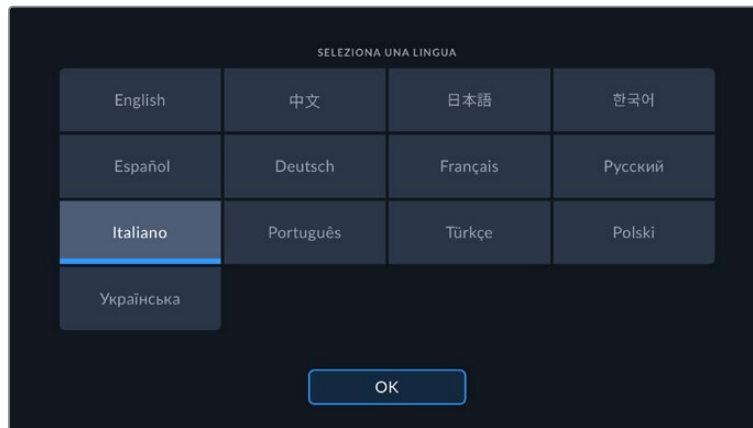 SELEZIONA UNA LINGUA
English 中文 日本語 한국어
Español Deutsch Français Русский
Italiano Português Türkçe Polski
Українська
OK